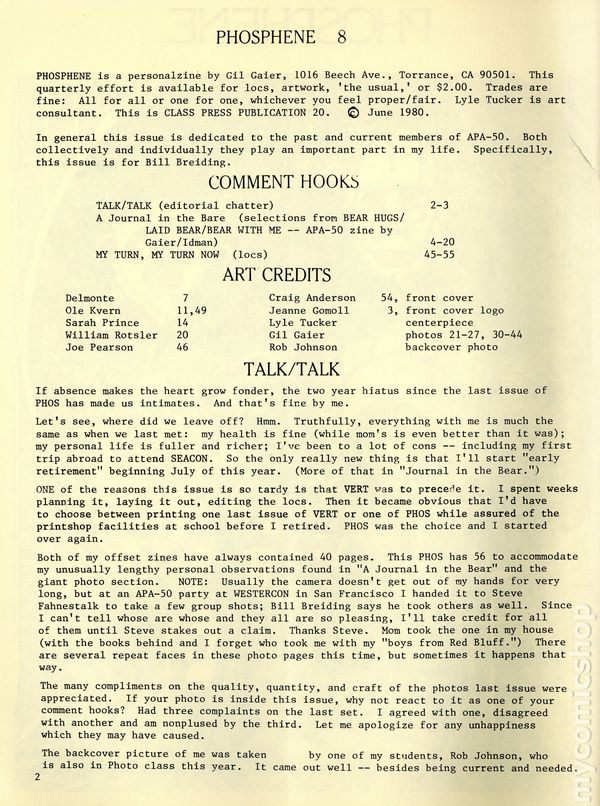 PHOSPHENE 8
PHOSPHENE is a personalzine by Gil Gaier, 1016 Beech Ave., Torrance, CA 90501. This
quarterly effort is available for locs, artwork, 'the usual,' or $2.00. Trades are
fine: All for all or one for one, whichever you feel proper/fair. Lyle Tucker is art
consultant. This is CLASS PRESS PUBLICATION 20. © June 1980.
In general this issue is dedicated to the past and current members of APA-50. Both
collectively and individually they play an important part in my life. Specifically,
this issue is for Bill Breiding.
COMMENT HOOKS
TALK/TALK (editorial chatter) 2-3
A Journal in the Bare (selections from BEAR HUGS/
LAID BEAR/BEAR WITH ME -- APA-50 zine by
Gaier/Idman) 4-20
MY TURN, MY TURN NOW (locs) 45-55
ART CREDITS
Delmonte 7 Craig Anderson 54, front cover
Ole Kvern 11,49 Jeanne Gomoll 3, front cover logo
Sarah Prince 14 Lyle Tucker centerpiece
William Rotsler 20 Gil Gaier photos 21-27, 30-44
Joe Pearson 46 Rob Johnson backcover photo
TALK/TALK
If absence makes the heart grow fonder, the two year hiatus since the last issue of
PHOS has made us intimates. And that's fine by me.
Let's see, where did we leave off? Hmm. Truthfully, everything with me is much the
same as when we last met: my health is fine (while mom's is even better than it was);
my personal life is fuller and richer; I've been to a lot of cons -- including my first
trip abroad to attend SEACON. So the only really new thing is that I'll start "early
retirement" beginning July of this year. (More of that in "Journal in the Bear.")
ONE of the reasons this issue is so tardy is that VERT was to precede it. I spent weeks
planning it, laying it out, editing the locs. Then it became obvious that I'd have
to choose between printing one last issue of VERT or one of PHOS while assured of the
printshop facilities at school before I retired. PHOS was the choice and I started
over again.
Both of my offset zines have always contained 40 pages. This PHOS has 56 to accommodate
my unusually lengthy personal observations found in "A Journal in the Bear" and the
giant photo section. NOTE: Usually the camera doesn't get out of my hands for very
long, but at an APA-50 party at WESTERCON in San Francisco I handed it to Steve
Fahnestalk to take a few group shots; Bill Breiding says he took others as well. Since
I can't tell whose are whose and they all are so pleasing, I'll take credit for all
of them until Steve stakes out a claim. Thanks Steve. Mom took the one in my house
(with the books behind and I forget who took me with my "boys from Red Bluff.") There
are several repeat faces in these photo pages this time, but sometimes it happens that
way.
The many compliments on the quality, quantity, and craft of the photos last issue were
appreciated. If your photo is inside this issue, why not react to it as one of your
comment hooks? Had three complaints on the last set. I agreed with one, disagreed
with another and am nonplused by the third. Let me apologize for any unhappiness
which they may have caused.
The backcover picture of me was taken by one of my students, Rob Johnson, who
is also in Photo class this year. It came out well -- besides being current and needed.
2
mycomicshop